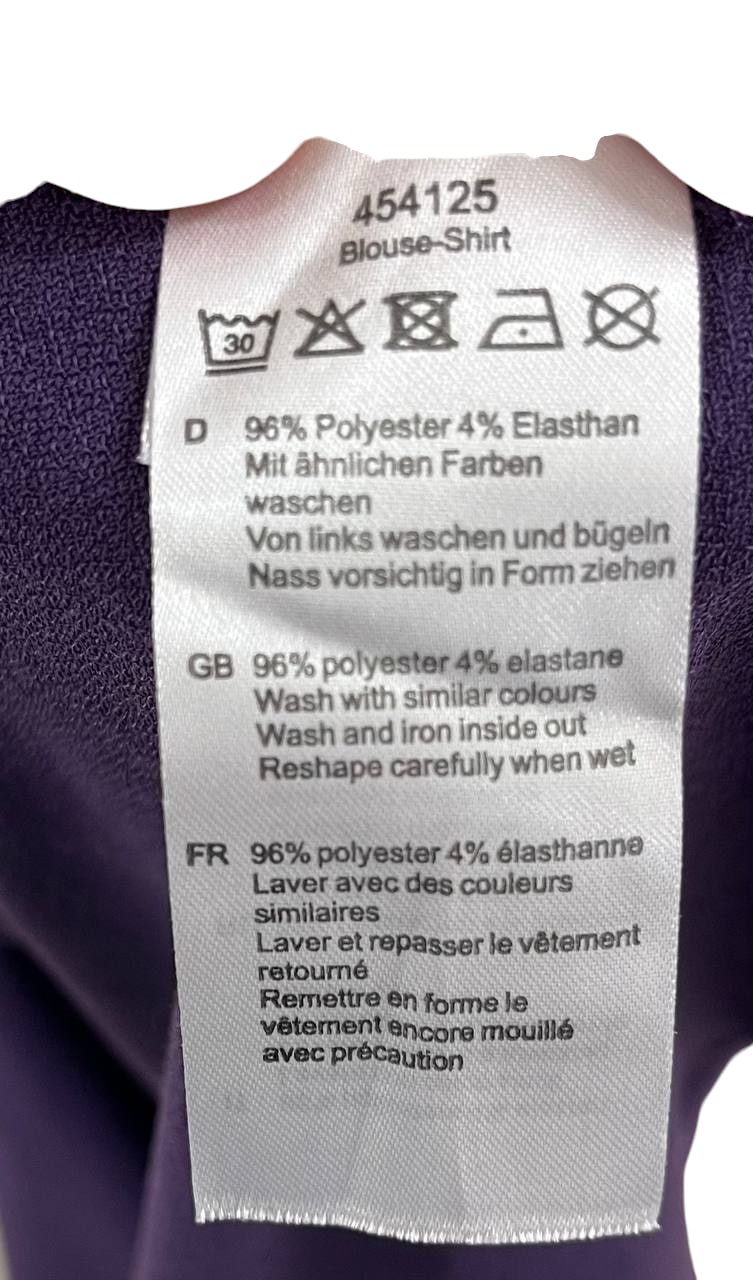 454125
Blouse-Shirt
30
D 96% Polyester 4% Elasthan
Mit ähnlichen Farben
waschen
Von links waschen und bügeln
Nass vorsichtig in Form ziehen
GB 96% polyester 4% elastane
Wash with similar colours
Wash and iron inside out
Reshape carefully when wet
FR 96% polyester 4% élasthanne
Laver avec des couleurs
similaires
Laver et repasser le vêtement
retourné
Remettre en forme le
vêtement encore mouillé
avec précaution